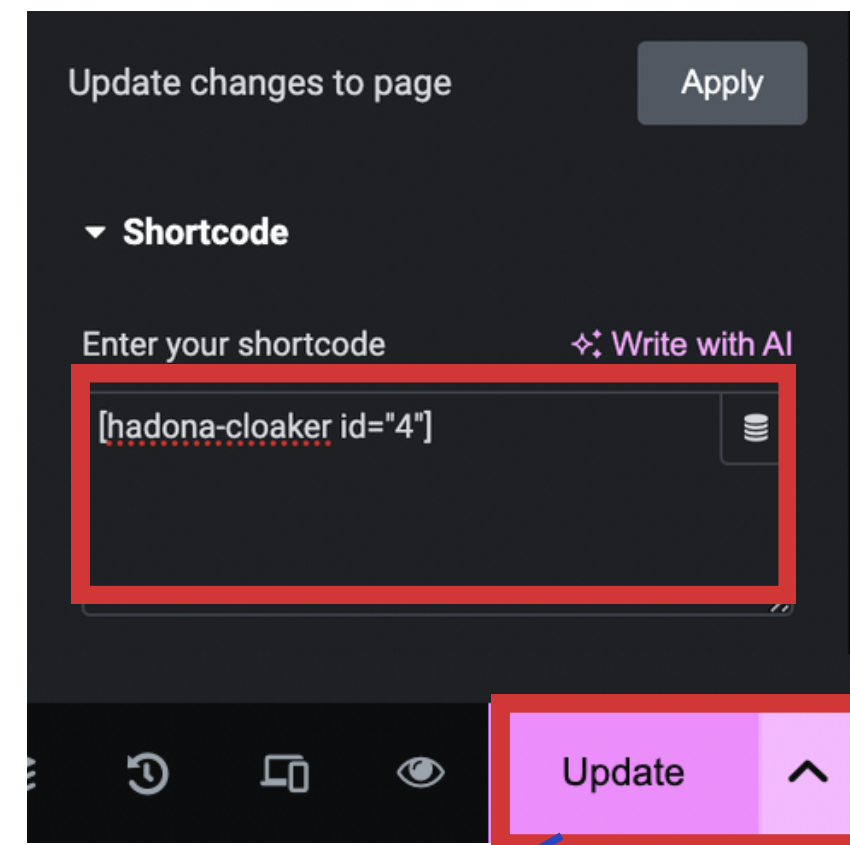 Update changes to page
Apply
Shortcode
Enter your shortcode
Write with AI
[hadona-cloaker id="4"]
Update